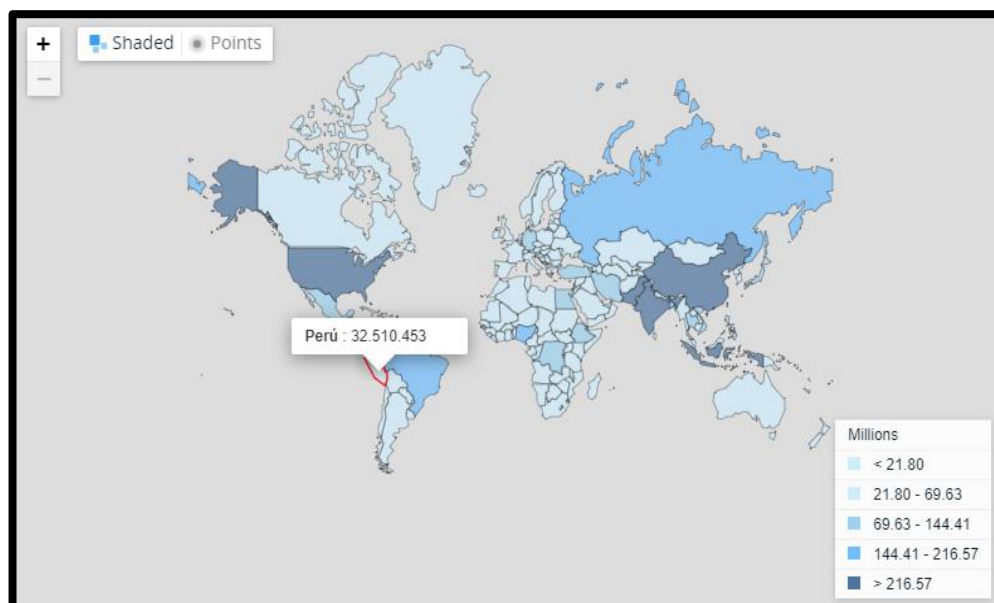 +
Shaded
Points
−
Perú : 32.510.453
Millions
< 21.80
21.80 - 69.63
69.63 - 144.41
144.41 - 216.57
> 216.57